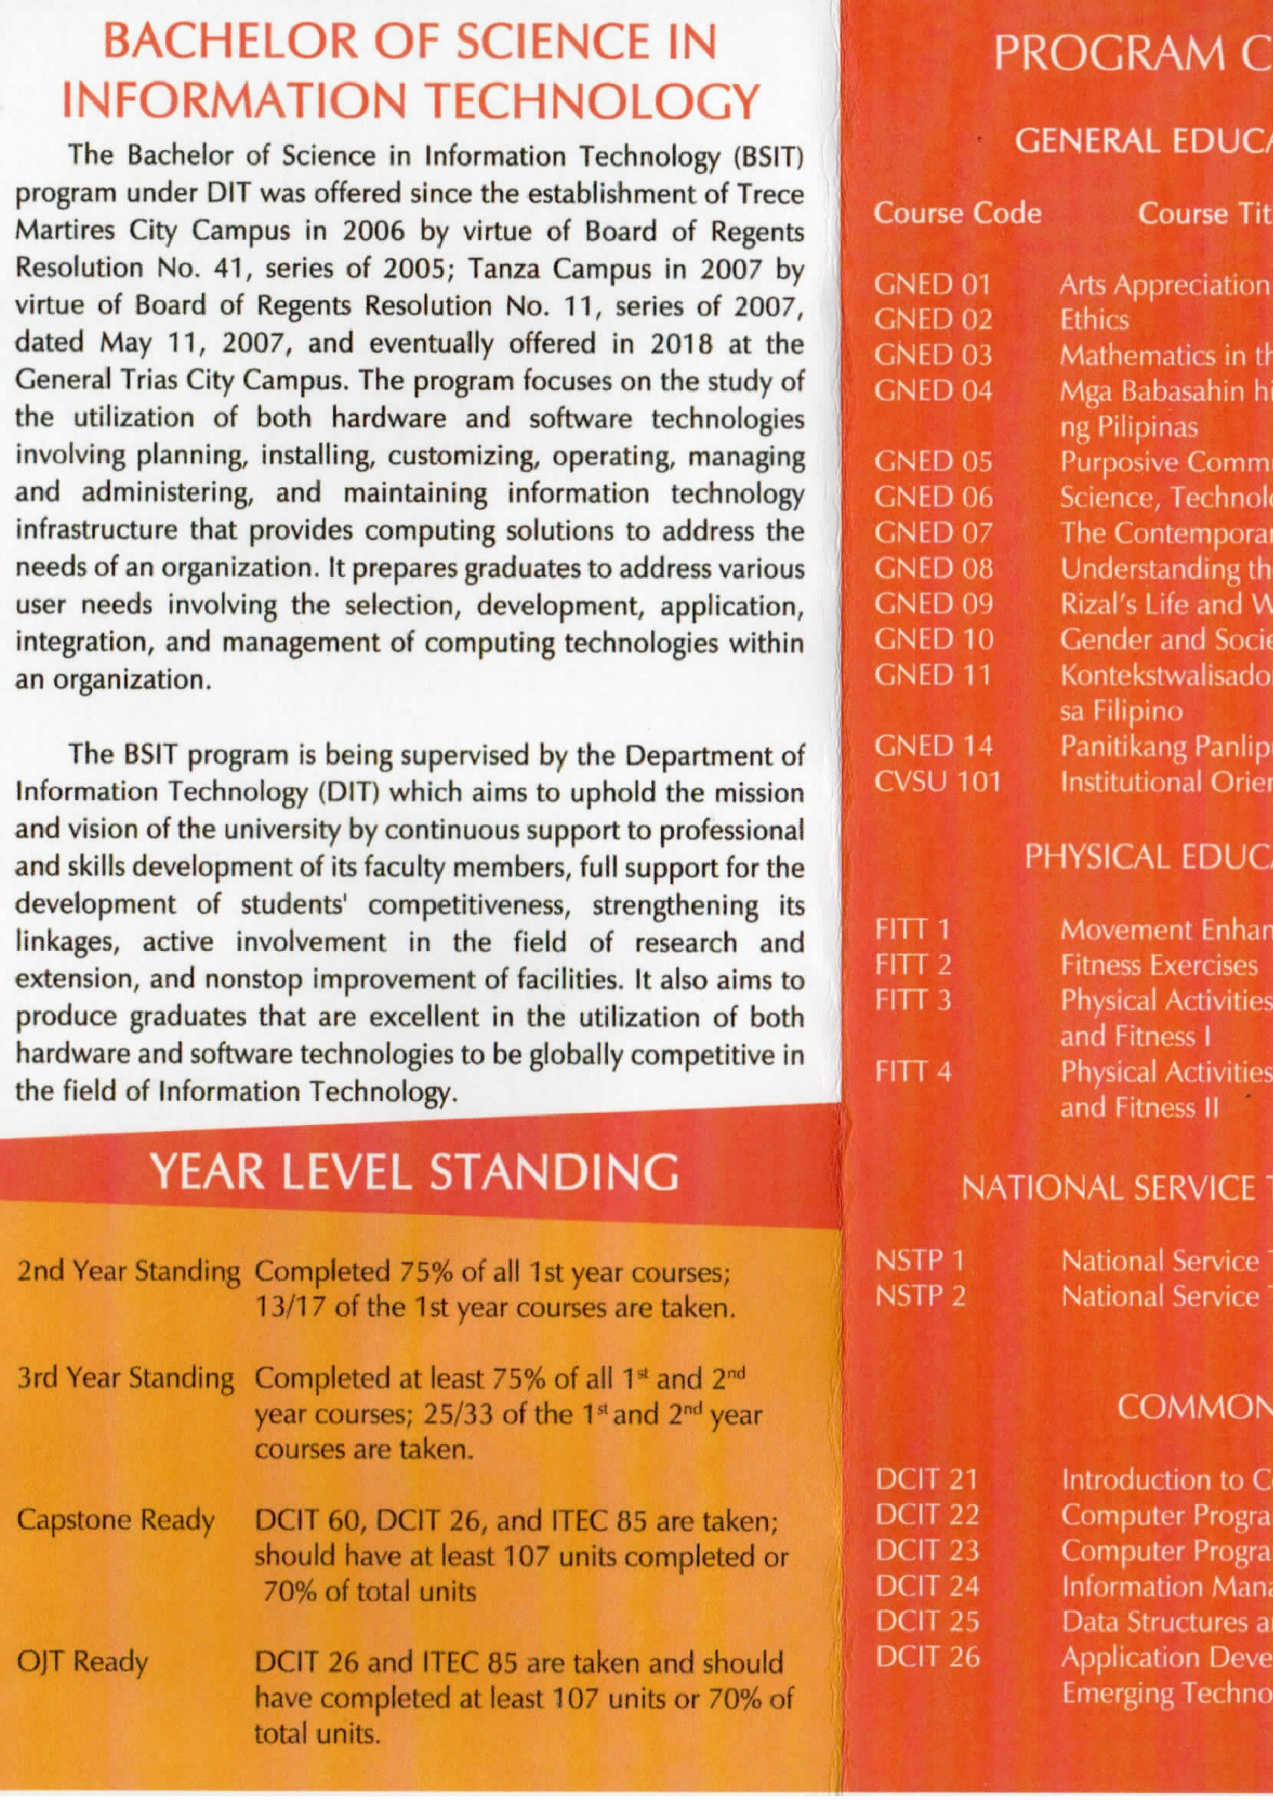 BACHELOR OF SCIENCE IN
INFORMATION TECHNOLOGY
The Bachelor of Science in Information Technology (BSIT)
program under DIT was offered since the establishment of Trece
Martires City Campus in 2006 by virtue of Board of Regents
Resolution No. 41, series of 2005; Tanza Campus in 2007 by
virtue of Board of Regents Resolution No. 11, series of 2007,
dated May 11, 2007, and eventually offered in 2018 at the
General Trias City Campus. The program focuses on the study of
the utilization of both hardware and software technologies
involving planning, installing, customizing, operating, managing
and administering, and maintaining information technology
infrastructure that provides computing solutions to address the
needs of an organization. It prepares graduates to address various
user needs involving the selection, development, application,
integration, and management of computing technologies within
an organization.
The BSIT program is being supervised by the Department of
Information Technology (DIT) which aims to uphold the mission
and vision of the university by continuous support to professional
and skills development of its faculty members, full support for the
development of students' competitiveness, strengthening its
linkages, active involvement in the field of research and
extension, and nonstop improvement of facilities. It also aims to
produce graduates that are excellent in the utilization of both
hardware and software technologies to be globally competitive in
the field of Information Technology.
YEAR LEVEL STANDING
2nd Year Standing Completed 75% of all 1st year courses;
13/17 of the 1st year courses are taken.
3rd Year Standing Completed at least 75% of all 1st and 2nd
year courses; 25/33 of the 1st and 2nd year
courses are taken.
Capstone Ready DCIT 60, DCIT 26, and ITEC 85 are taken;
should have at least 107 units completed or
70% of total units
OJT Ready DCIT 26 and ITEC 85 are taken and should
have completed at least 107 units or 70% of
total units.
PROGRAM C
GENERAL EDUCA
Course Code Course Tit
GNED 01 Arts Appreciation
GNED 02 Ethics
GNED 03 Mathematics in th
GNED 04 Mga Babasahin hi
ng Pilipinas
GNED 05 Purposive Comm
GNED 06 Science, Technolo
GNED 07 The Contemporar
GNED 08 Understanding th
GNED 09 Rizal's Life and W
GNED 10 Gender and Socie
GNED 11 Kontekstwalisado
sa Filipino
GNED 14 Panitikang Panlip
CVSU 101 Institutional Orien
PHYSICAL EDUCA
FITT 1 Movement Enhan
FITT 2 Fitness Exercises
FITT 3 Physical Activities
and Fitness I
FITT 4 Physical Activities
and Fitness II
NATIONAL SERVICE T
NSTP 1 National Service T
NSTP 2 National Service T
COMMON
DCIT 21 Introduction to C
DCIT 22 Computer Progra
DCIT 23 Computer Progra
DCIT 24 Information Mana
DCIT 25 Data Structures a
DCIT 26 Application Deve
Emerging Techno